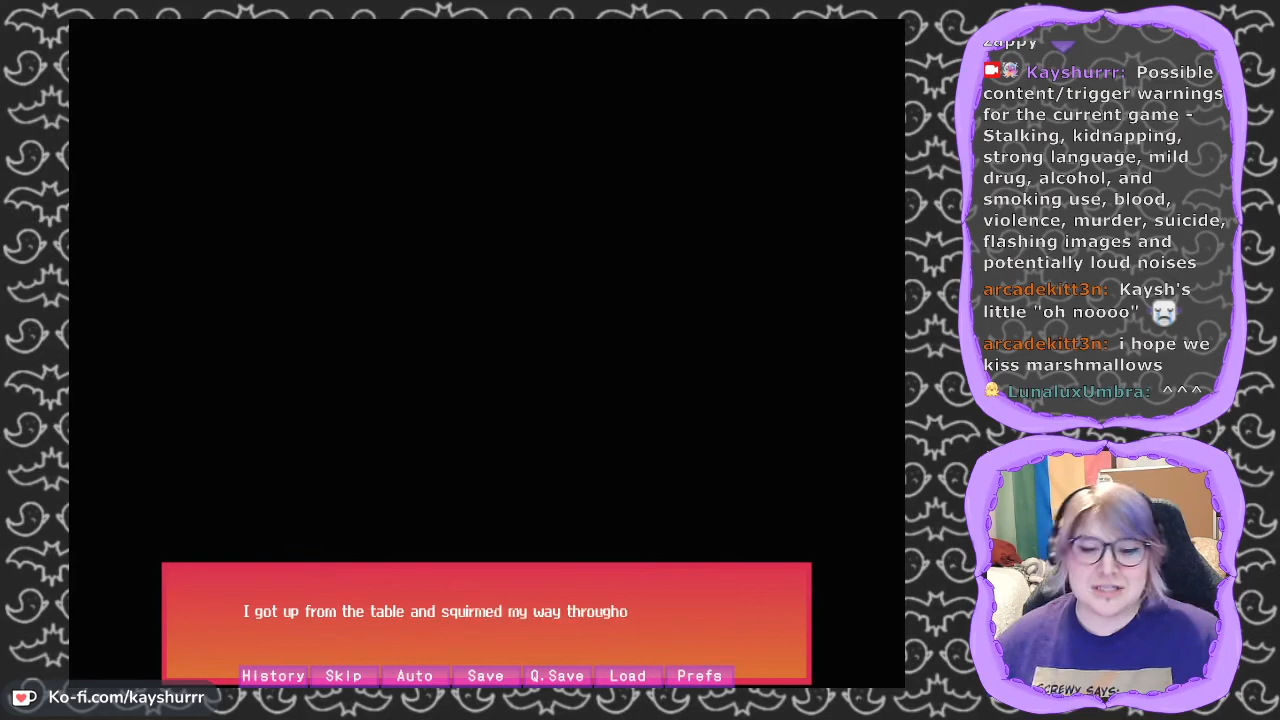 zappy
Kayshurrr: Possible
content/trigger warnings
for the current game -
Stalking, kidnapping,
strong language, mild
drug, alcohol, and
smoking use, blood,
violence, murder, suicide,
flashing images and
potentially loud noises
arcadekitt3n: Kaysh's
little "oh noooo"
arcadekitt3n: i hope we
kiss marshmallows
LunaluxUmbra: ^^^
I got up from the table and squirmed my way througho
History Skip Auto Save Q.Save Load Prefs
Ko-fi.com/kayshurrr
SCREWY SAYS: